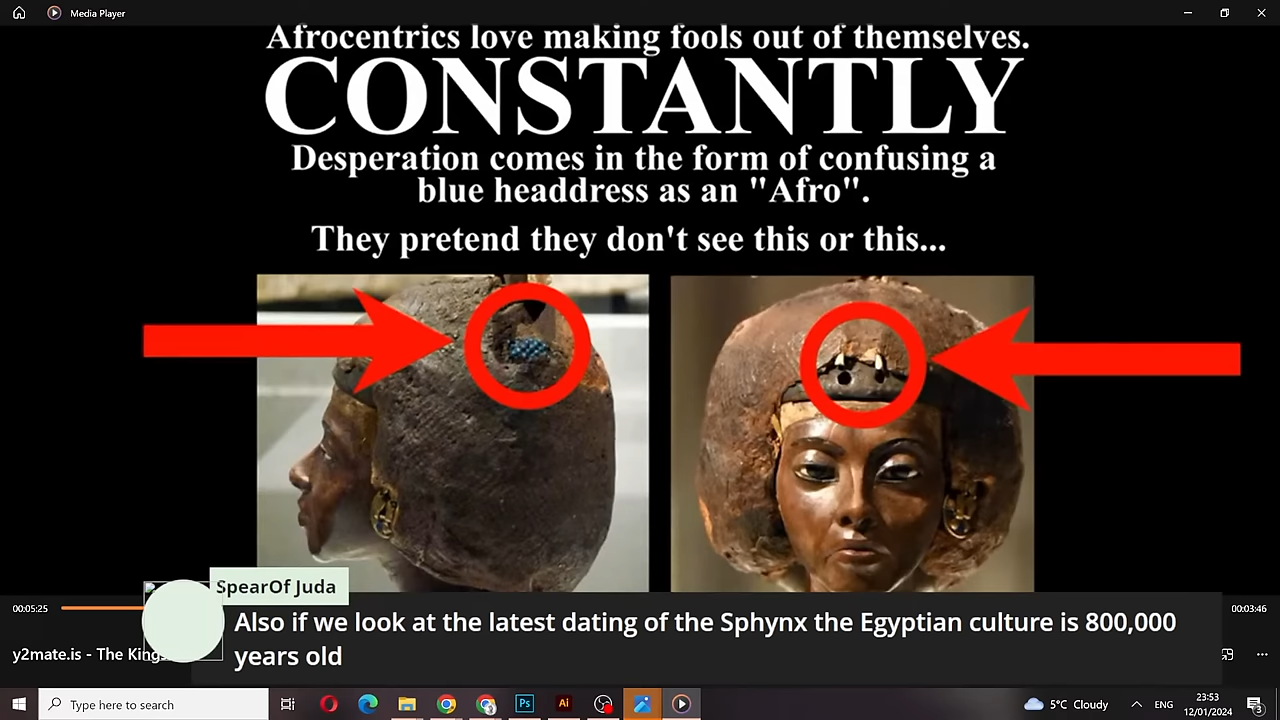 Media Player
Afrocentrics love making fools out of themselves.
CONSTANTLY
Desperation comes in the form of confusing a
blue headdress as an "Afro".
They pretend they don't see this or this...
SpearOf Juda
00:05:25
00:03:46
Also if we look at the latest dating of the Sphynx the Egyptian culture is 800,000
years old
y2mate.is - The King
Type here to search
Ps
Ai
5°C Cloudy
ENG
23:53
12/01/2024
3